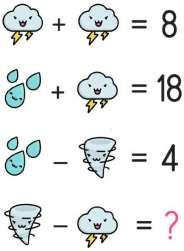 + = 8
+ = 18
− = 4
− = ?